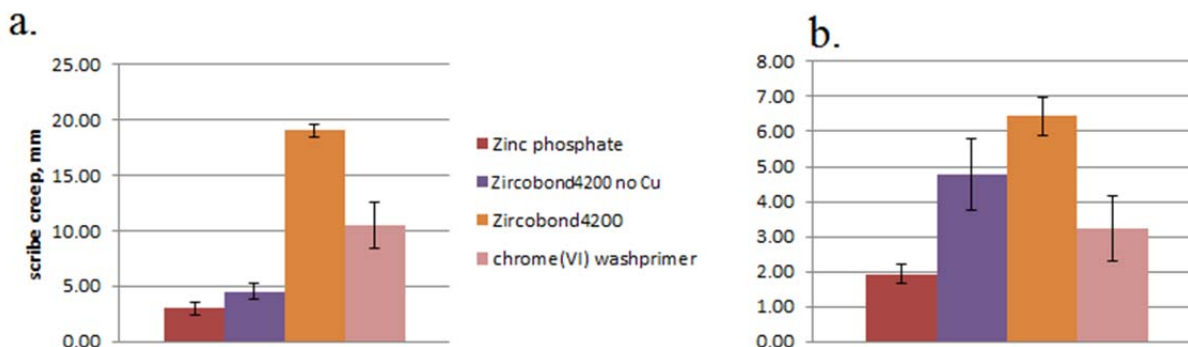 a.
25.00
20.00
15.00
10.00
5.00
0.00
scribe creep, mm
Zinc phosphate
Zircobond4200 no Cu
Zircobond4200
chrome(VI) washprimer
b.
8.00
7.00
6.00
5.00
4.00
3.00
2.00
1.00
0.00